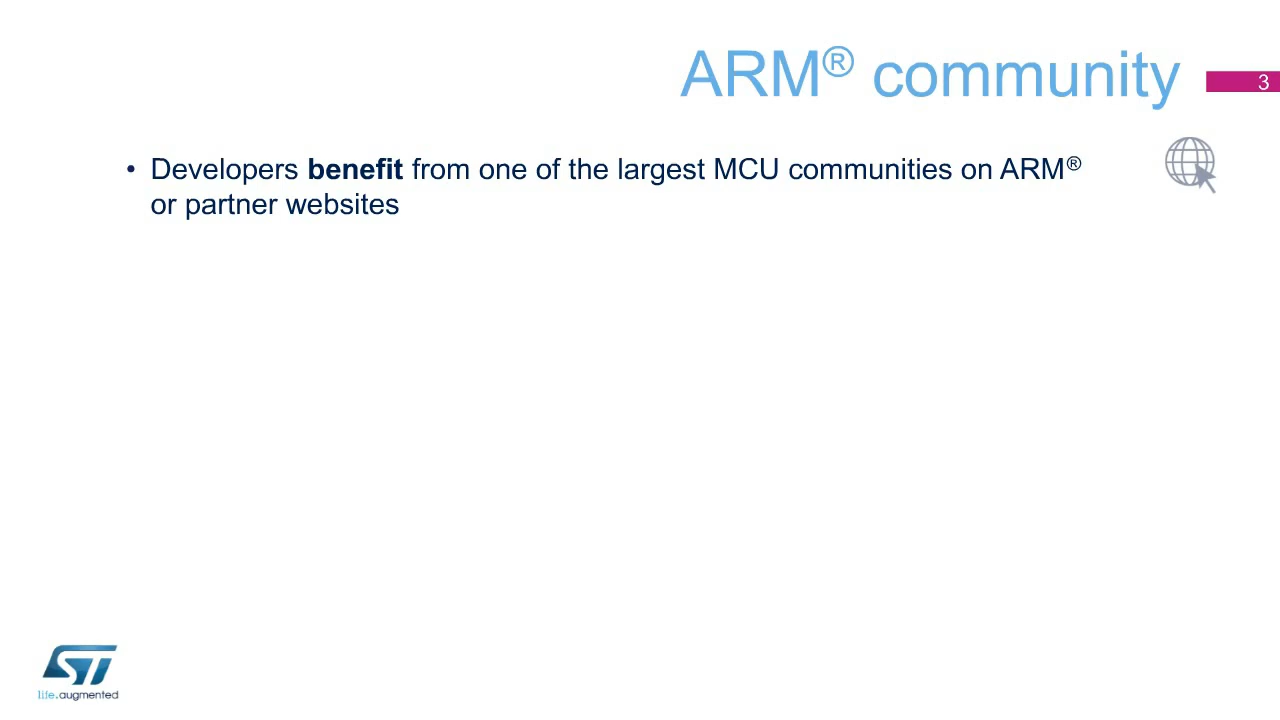 ARM® community
3
• Developers benefit from one of the largest MCU communities on ARM®
or partner websites
ST
life.augmented